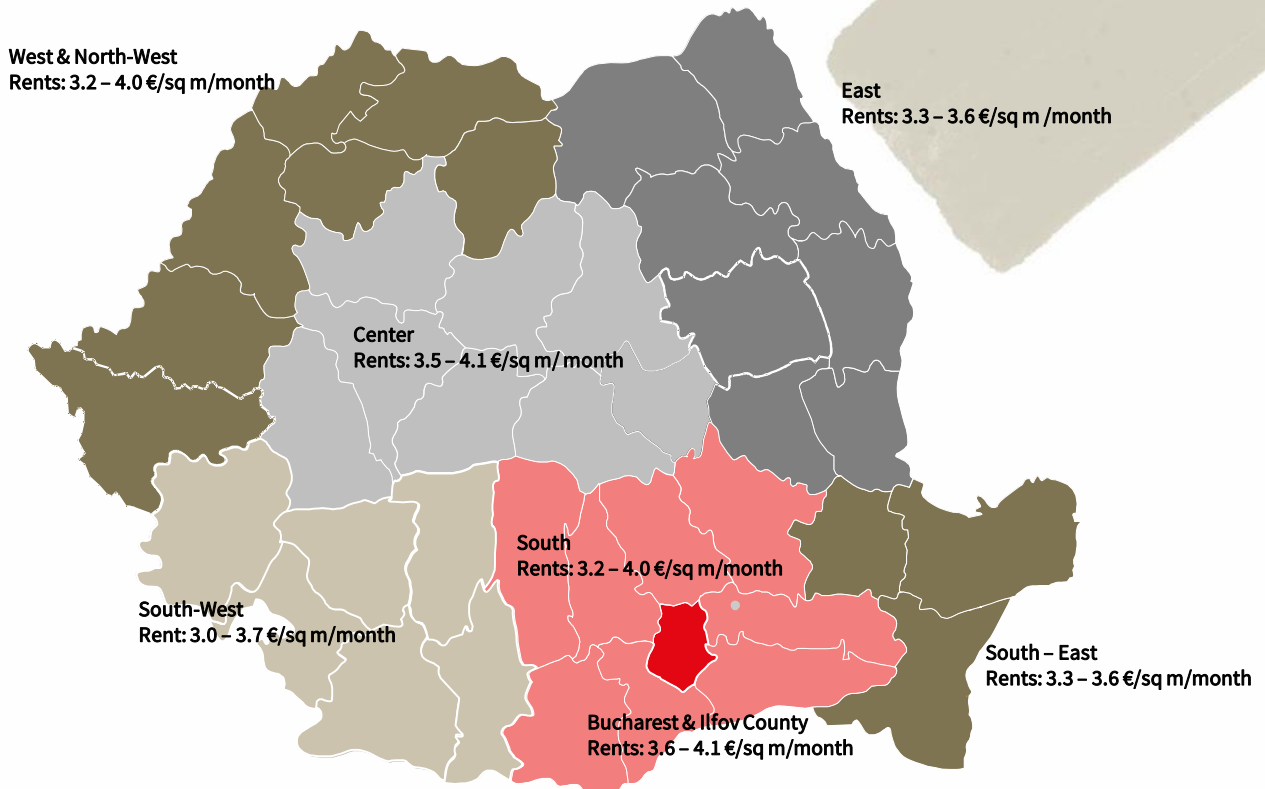 West & North-West
Rents: 3.2 – 4.0 €/sq m/month
East
Rents: 3.3 – 3.6 €/sq m /month
Center
Rents: 3.5 – 4.1 €/sq m/ month
South
Rents: 3.2 – 4.0 €/sq m/month
South-West
Rent: 3.0 – 3.7 €/sq m/month
South – East
Rents: 3.3 – 3.6 €/sq m/month
Bucharest & Ilfov County
Rents: 3.6 – 4.1 €/sq m/month